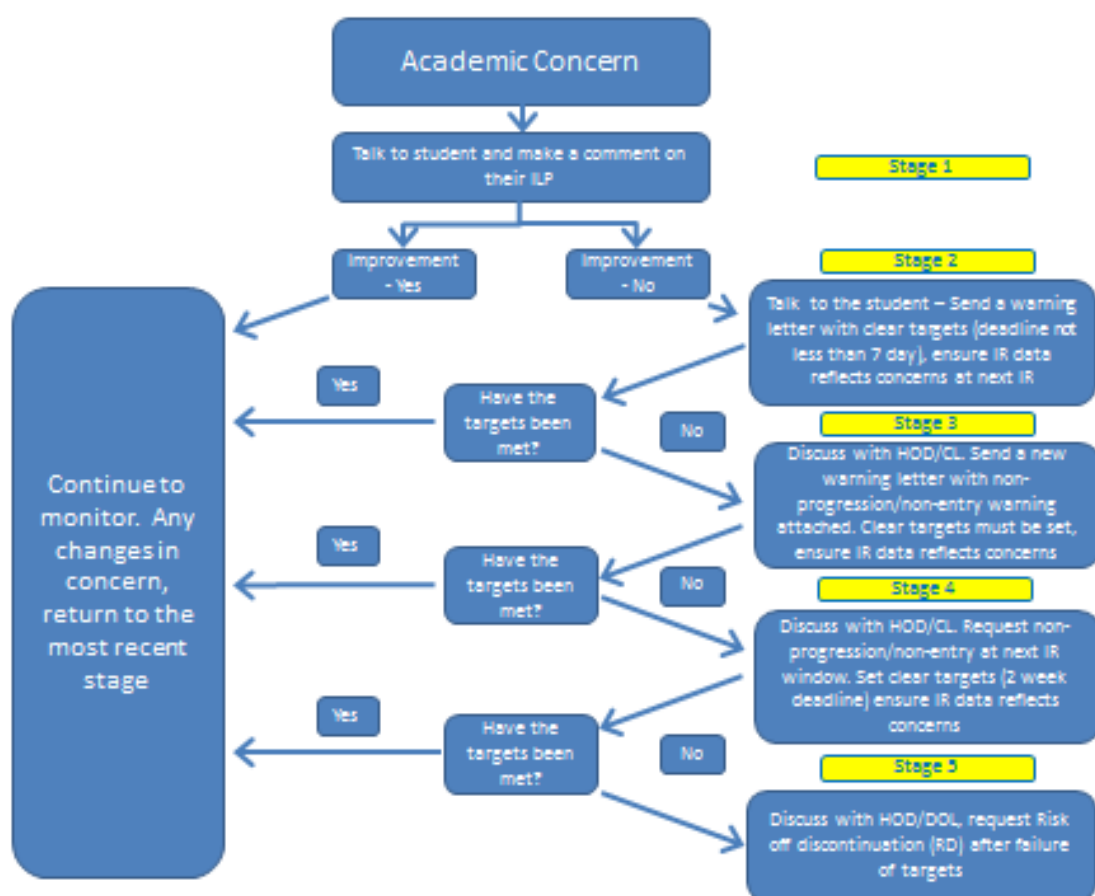 Academic Concern
Talk to student and make a comment on
their ILP
Stage 1
Improvement
- Yes
Improvement
- No
Stage 2
Talk to the student – Send a warning
letter with clear targets (deadline not
less than 7 day), ensure IR data
reflects concerns at next IR
Yes
Have the
targets been
met?
No
Stage 3
Discuss with HOD/CL. Send a new
warning letter with non-
progression/non-entry warning
attached. Clear targets must be set,
ensure IR data reflects concerns
Continue to
monitor. Any
changes in
concern,
return to the
most recent
stage
Yes
Have the
targets been
met?
No
Stage 4
Discuss with HOD/CL. Request non-
progression/non-entry at next IR
window. Set clear targets (2 week
deadline) ensure IR data reflects
concerns
Yes
Have the
targets been
met?
No
Stage 5
Discuss with HOD/DOL, request Risk
off discontinuation (RD) after failure
of targets